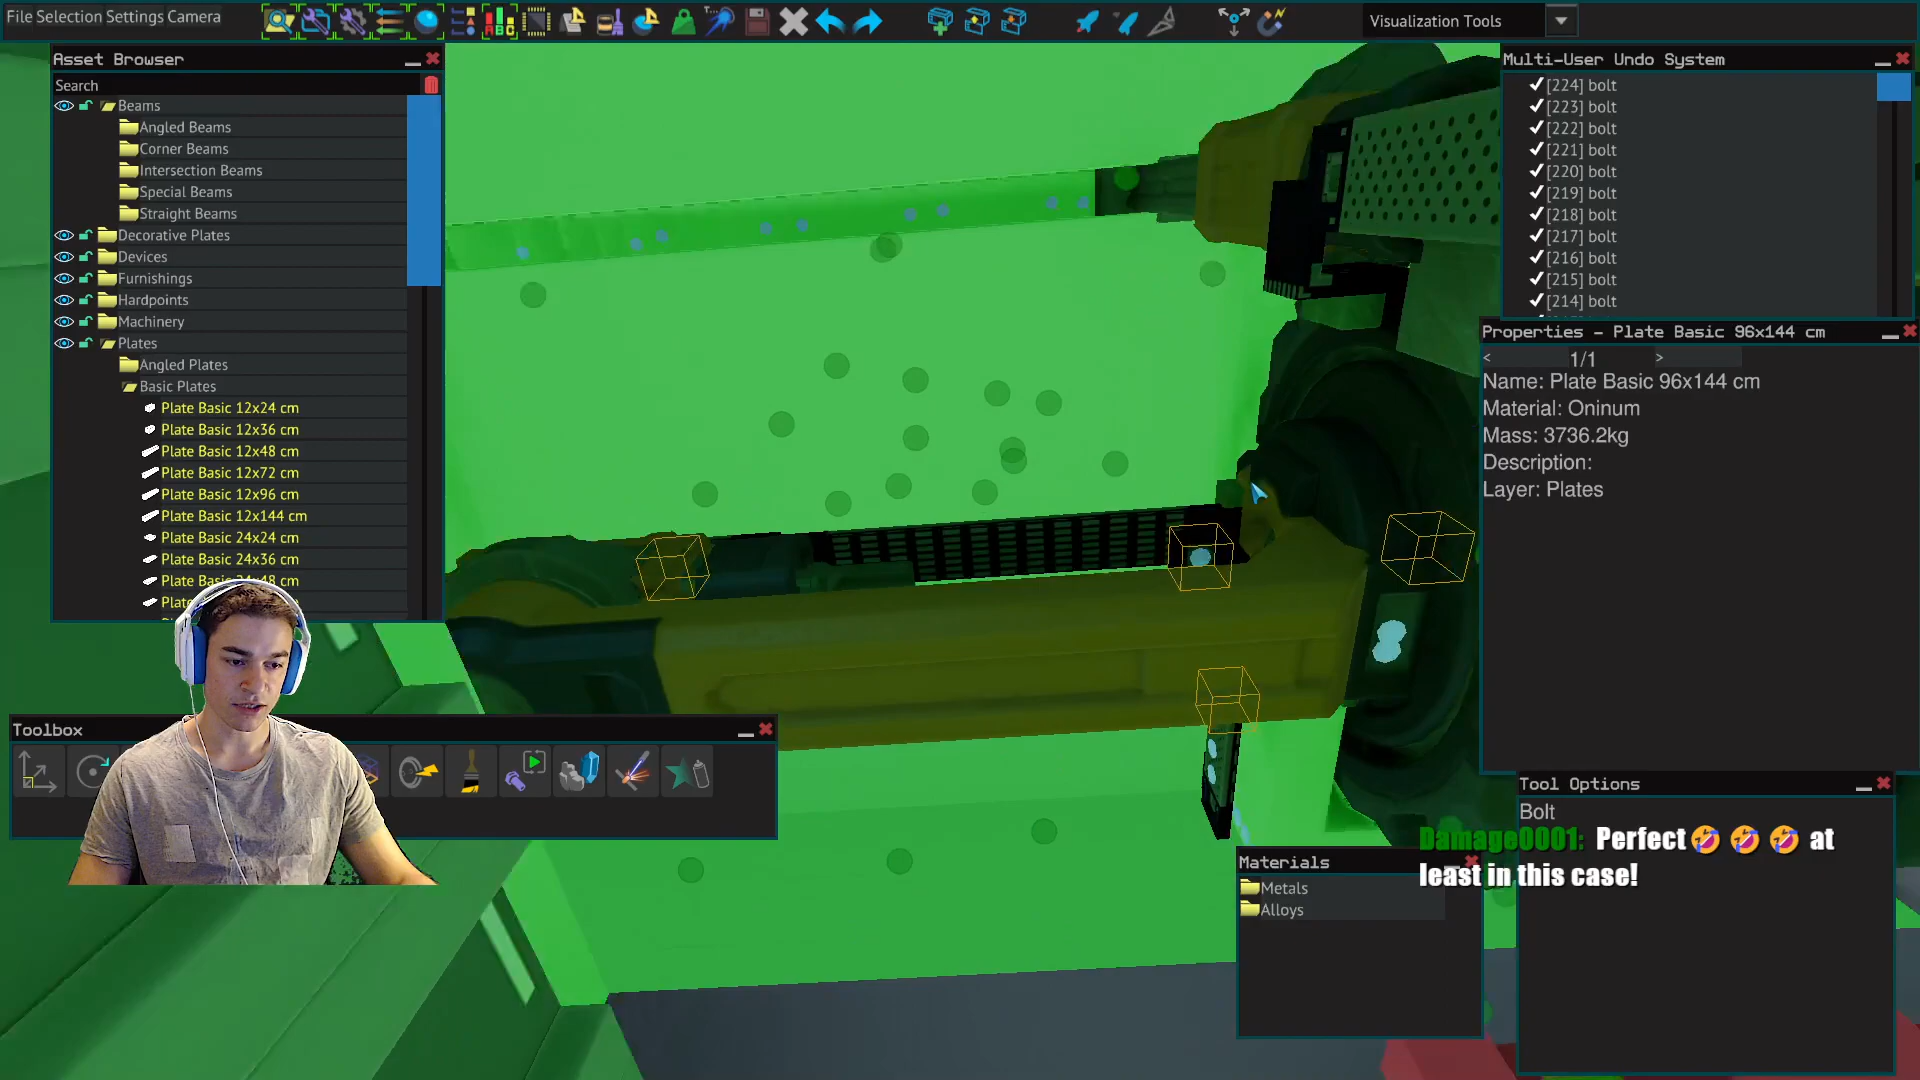 File Selection Settings Camera
ABC
Visualization Tools
Asset Browser
Search
Beams
Angled Beams
Corner Beams
Intersection Beams
Special Beams
Straight Beams
Decorative Plates
Devices
Furnishings
Hardpoints
Machinery
Plates
Angled Plates
Basic Plates
Plate Basic 12x24 cm
Plate Basic 12x36 cm
Plate Basic 12x48 cm
Plate Basic 12x72 cm
Plate Basic 12x96 cm
Plate Basic 12x144 cm
Plate Basic 24x24 cm
Plate Basic 24x36 cm
Plate Basic 24x48 cm
Multi-User Undo System
[224] bolt
[223] bolt
[222] bolt
[221] bolt
[220] bolt
[219] bolt
[218] bolt
[217] bolt
[216] bolt
[215] bolt
[214] bolt
Properties - Plate Basic 96x144 cm
< 1/1 >
Name: Plate Basic 96x144 cm
Material: Oninum
Mass: 3736.2kg
Description:
Layer: Plates
Toolbox
Tool Options
Bolt
Damage0001: Perfect🤣🤣🤣 at
least in this case!
Materials
Metals
Alloys